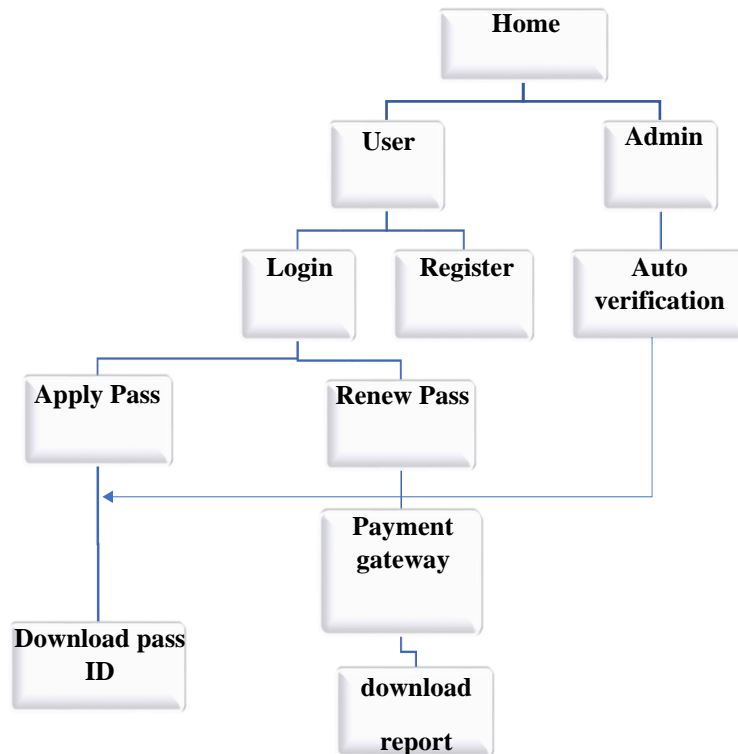 Home
User
Admin
Login
Register
Auto
verification
Apply Pass
Renew Pass
Payment
gateway
Download pass
ID
download
report